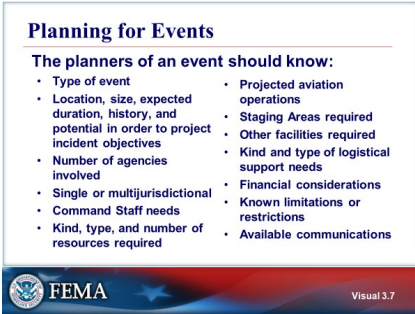 Planning for Events
The planners of an event should know:
• Type of event
• Location, size, expected
duration, history, and
potential in order to project
incident objectives
• Number of agencies
involved
• Single or multijurisdictional
• Command Staff needs
• Kind, type, and number of
resources required
• Projected aviation
operations
• Staging Areas required
• Other facilities required
• Kind and type of logistical
support needs
• Financial considerations
• Known limitations or
restrictions
• Available communications
FEMA
Visual 3.7